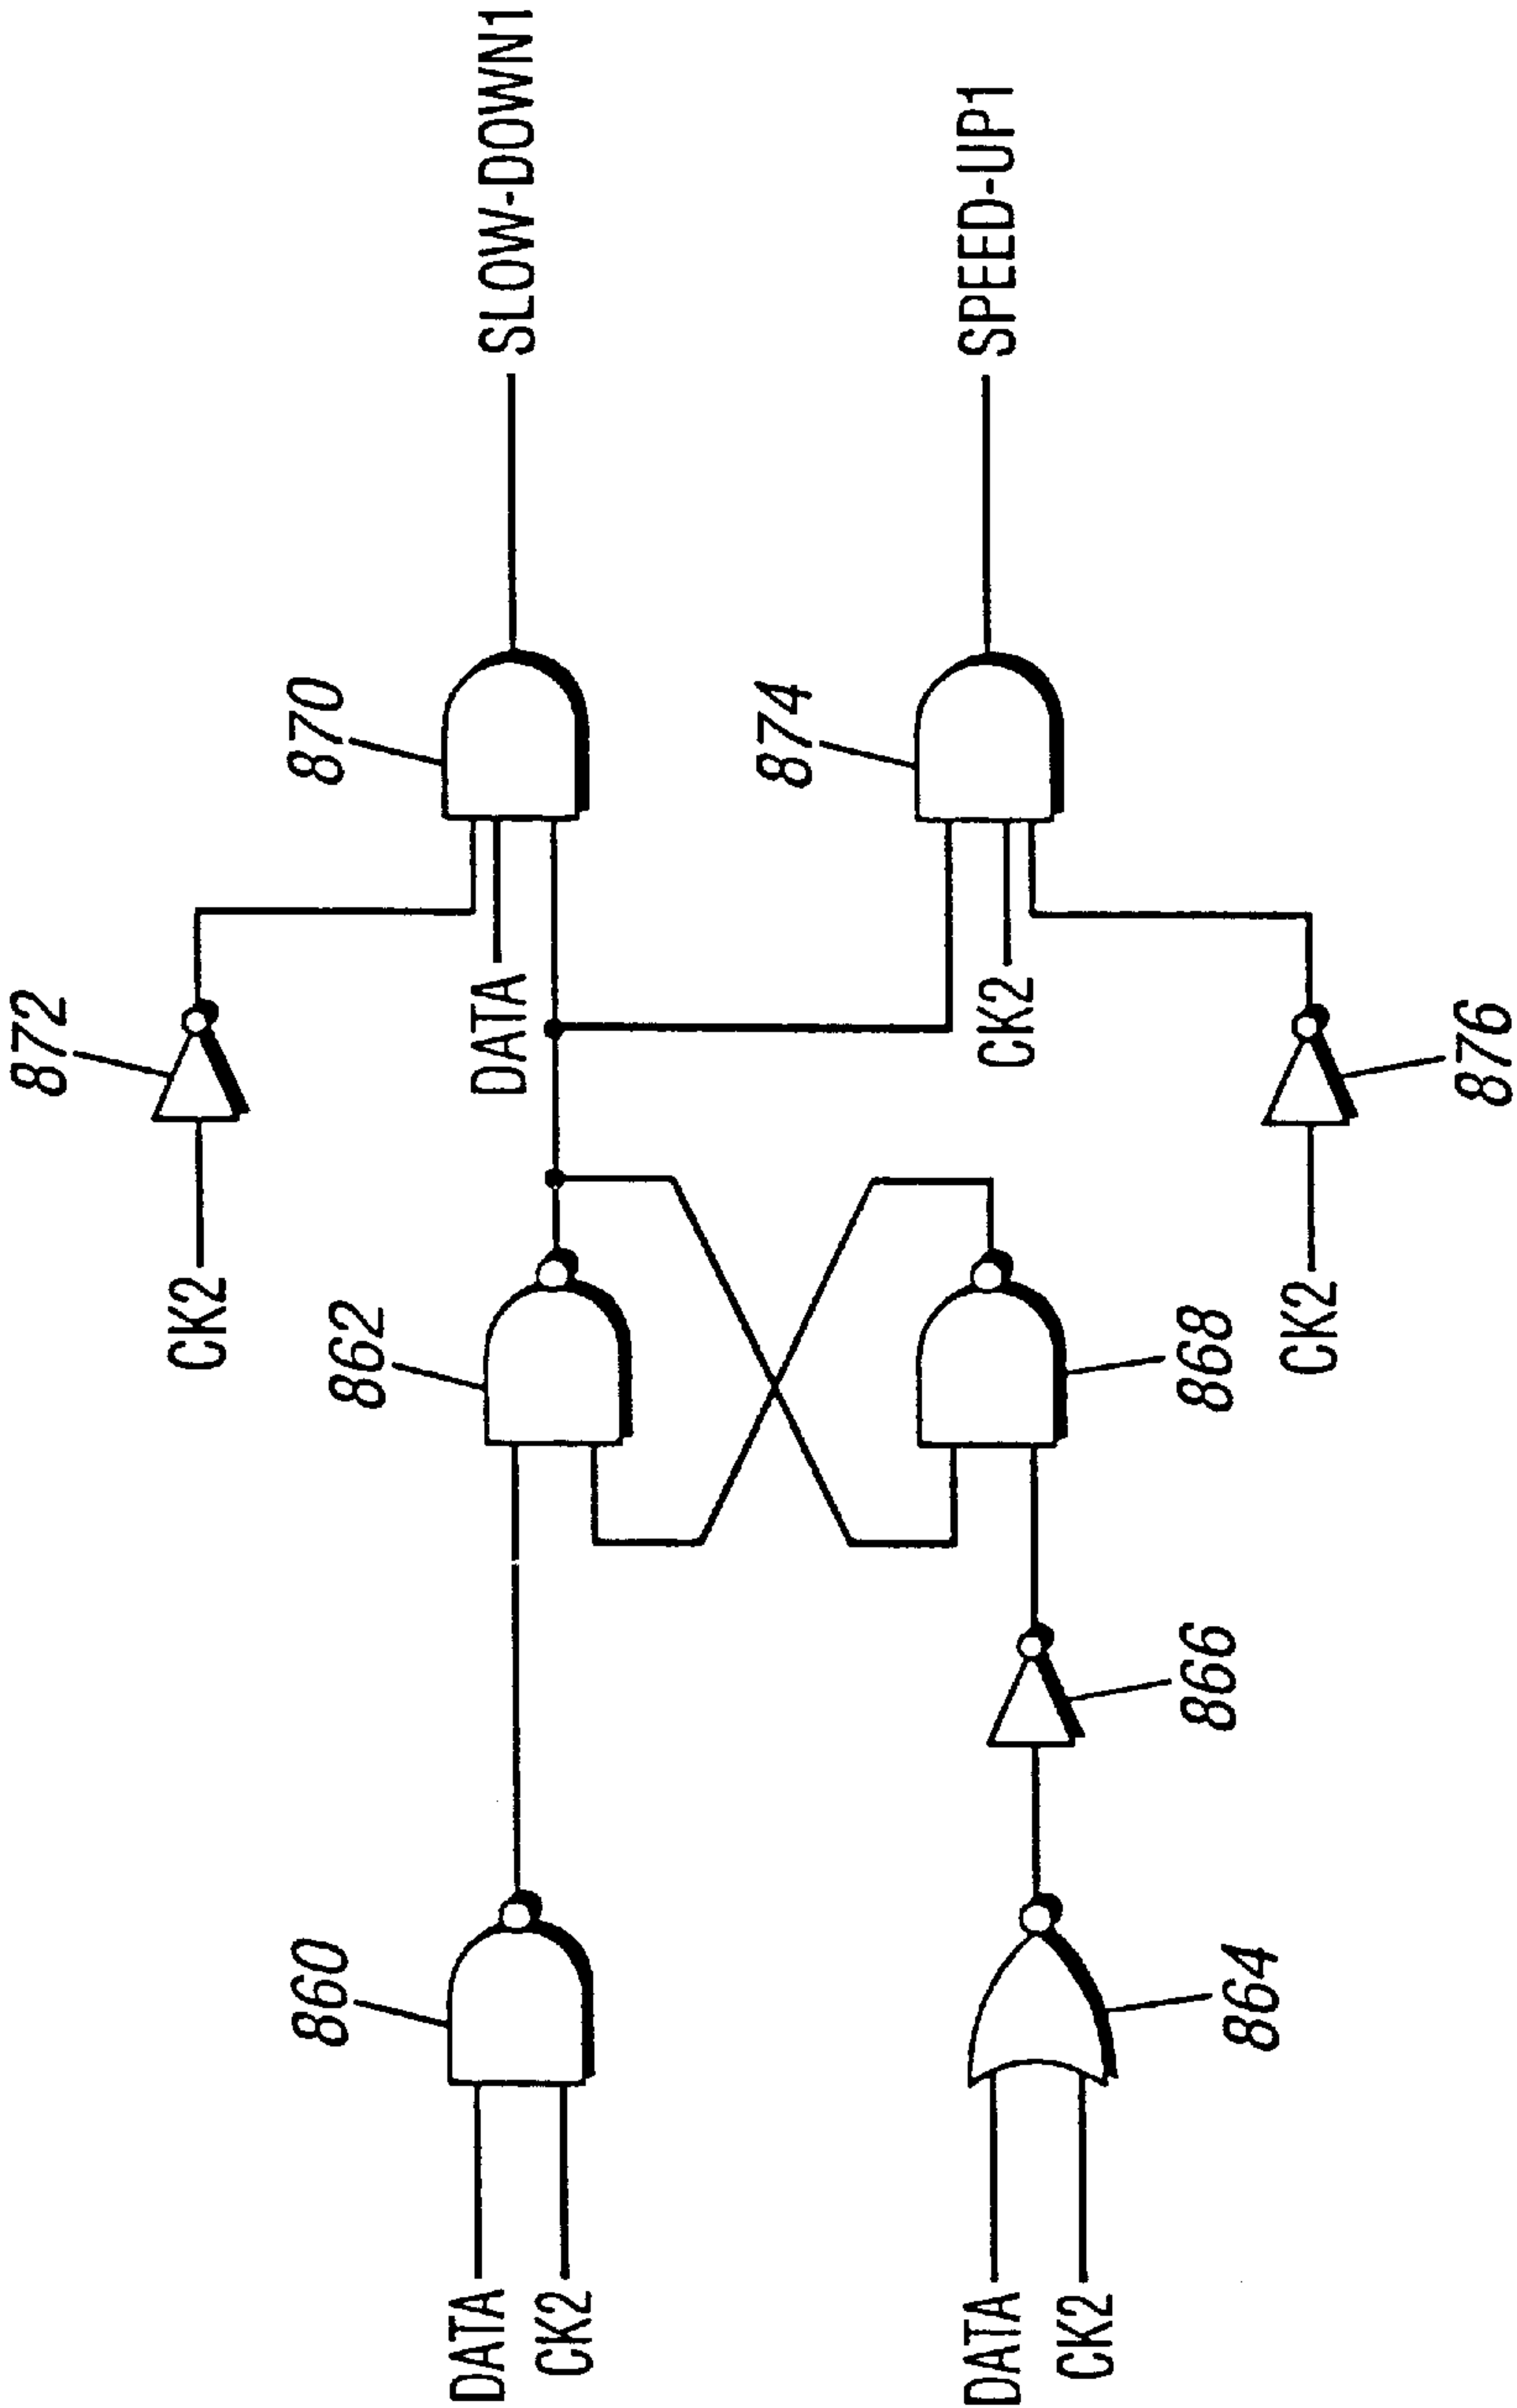 872
CK2
870
SLOW-DOWN1
DATA
862
860
DATA
CK2
874
SPEED-UP1
CK2
868
866
864
DATA
CK2
876
CK2